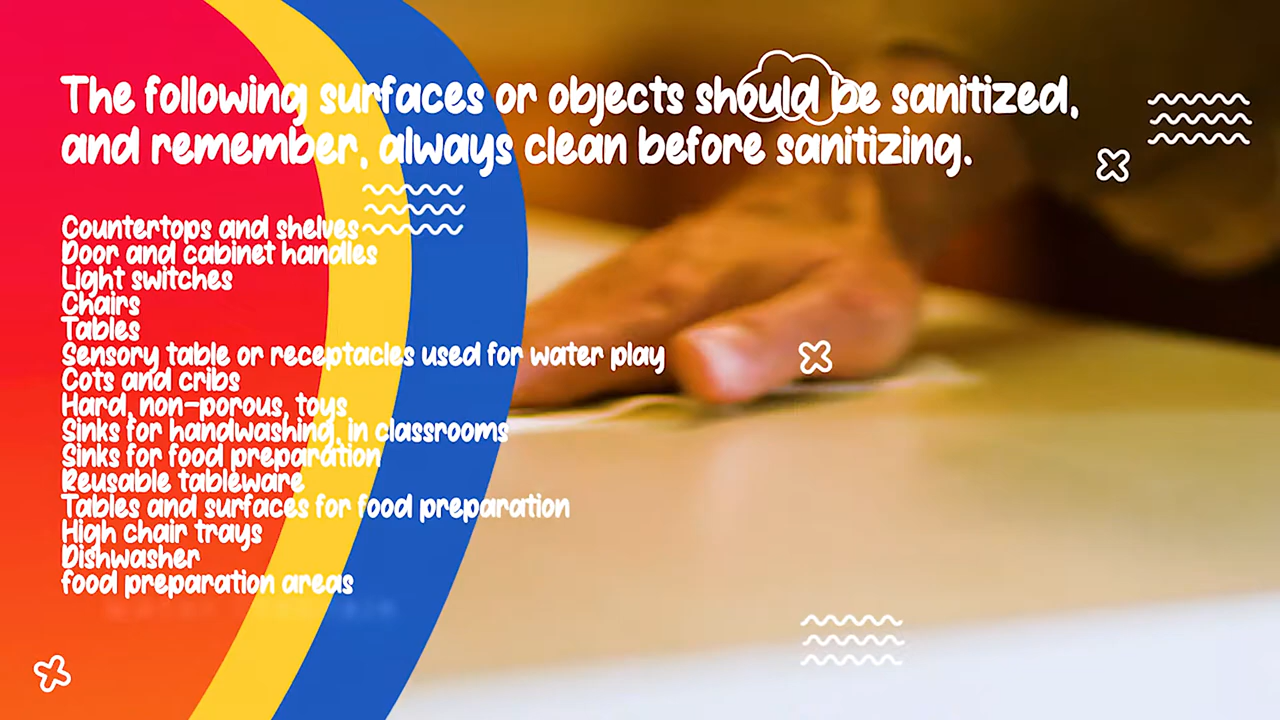 The following surfaces or objects should be sanitized,
and remember, always clean before sanitizing.
Countertops and shelves
Door and cabinet handles
Light switches
Chairs
Tables
Sensory table or receptacles used for water play
Cots and cribs
Hard, non-porous, toys
Sinks for handwashing, in classrooms
Sinks for food preparation
Reusable tableware
Tables and surfaces for food preparation
High chair trays
Dishwasher
food preparation areas